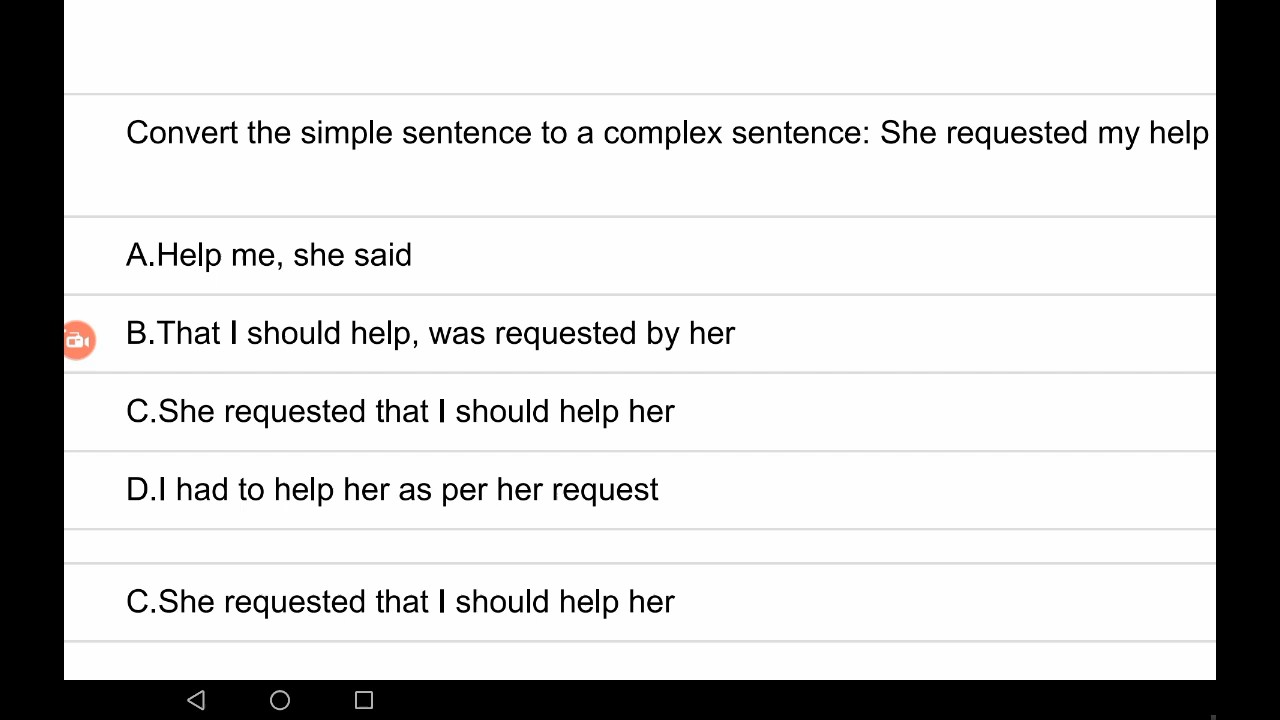 Convert the simple sentence to a complex sentence: She requested my help
A.Help me, she said
B.That I should help, was requested by her
C.She requested that I should help her
D.I had to help her as per her request
C.She requested that I should help her